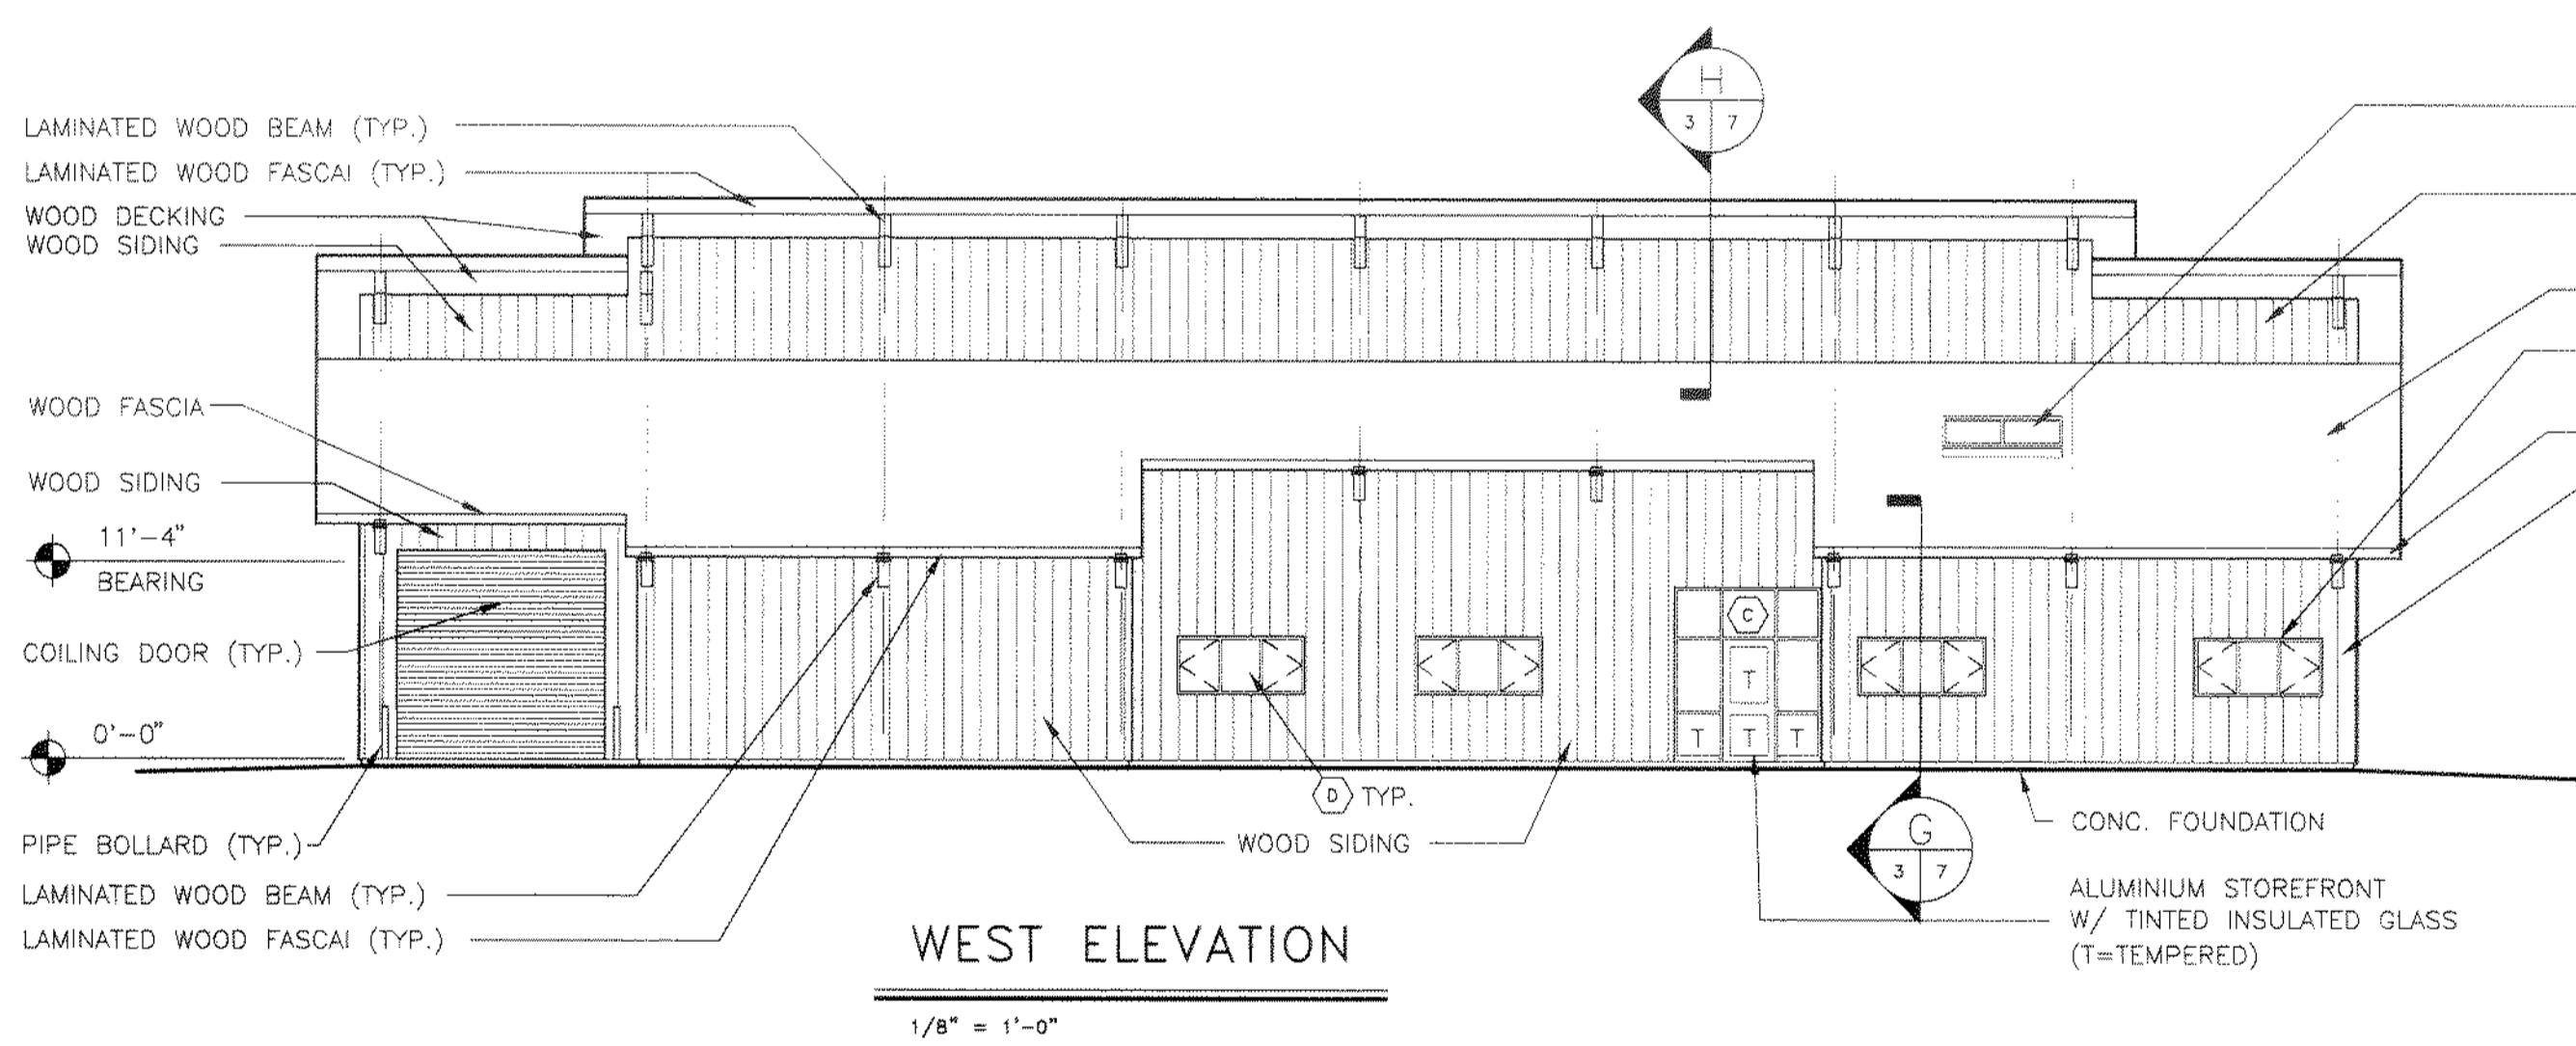 H
3 7
LAMINATED WOOD BEAM (TYP.)
LAMINATED WOOD FASCAI (TYP.)
WOOD DECKING
WOOD SIDING
WOOD FASCIA
WOOD SIDING
11'-4"
BEARING
COILING DOOR (TYP.)
0'-0"
C
T
T T T
D TYP.
PIPE BOLLARD (TYP.)
LAMINATED WOOD BEAM (TYP.)
LAMINATED WOOD FASCAI (TYP.)
WOOD SIDING
G
3 7
CONC. FOUNDATION
ALUMINIUM STOREFRONT
W/ TINTED INSULATED GLASS
(T=TEMPERED)
WEST ELEVATION
1/8" = 1'-0"